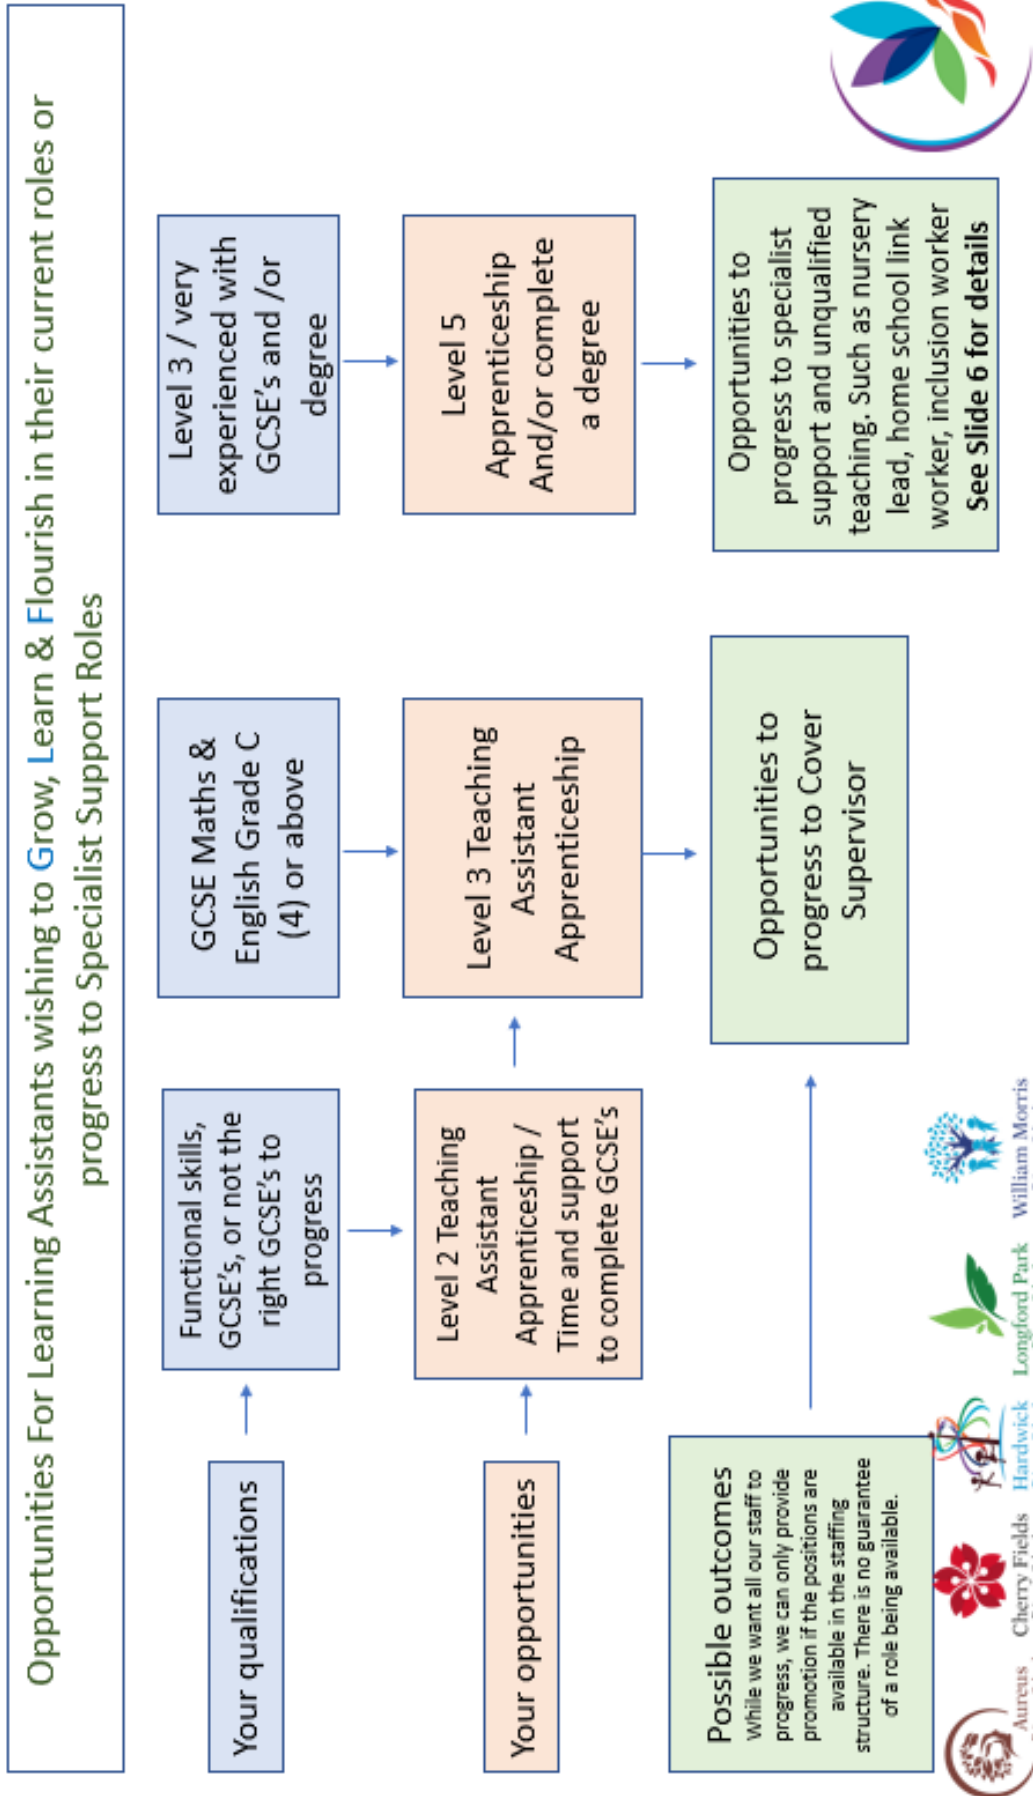 Opportunities For Learning Assistants wishing to Grow, Learn & Flourish in their current roles or
progress to Specialist Support Roles
Your qualifications
Functional skills,
GCSE's, or not the
right GCSE's to
progress
GCSE Maths &
English Grade C
(4) or above
Level 3 / very
experienced with
GCSE's and /or
degree
Your opportunities
Level 2 Teaching
Assistant
Apprenticeship /
Time and support
to complete GCSE's
Level 3 Teaching
Assistant
Apprenticeship
Level 5
Apprenticeship
And/or complete
a degree
Possible outcomes
While we want all our staff to
progress, we can only provide
promotion if the positions are
available in the staffing
structure. There is no guarantee
of a role being available.
Opportunities to
progress to Cover
Supervisor
Opportunities to
progress to specialist
support and unqualified
teaching. Such as nursery
lead, home school link
worker, inclusion worker
See Slide 6 for details
Aureus
Cherry Fields
Hardwick
Longford Park
William Morris